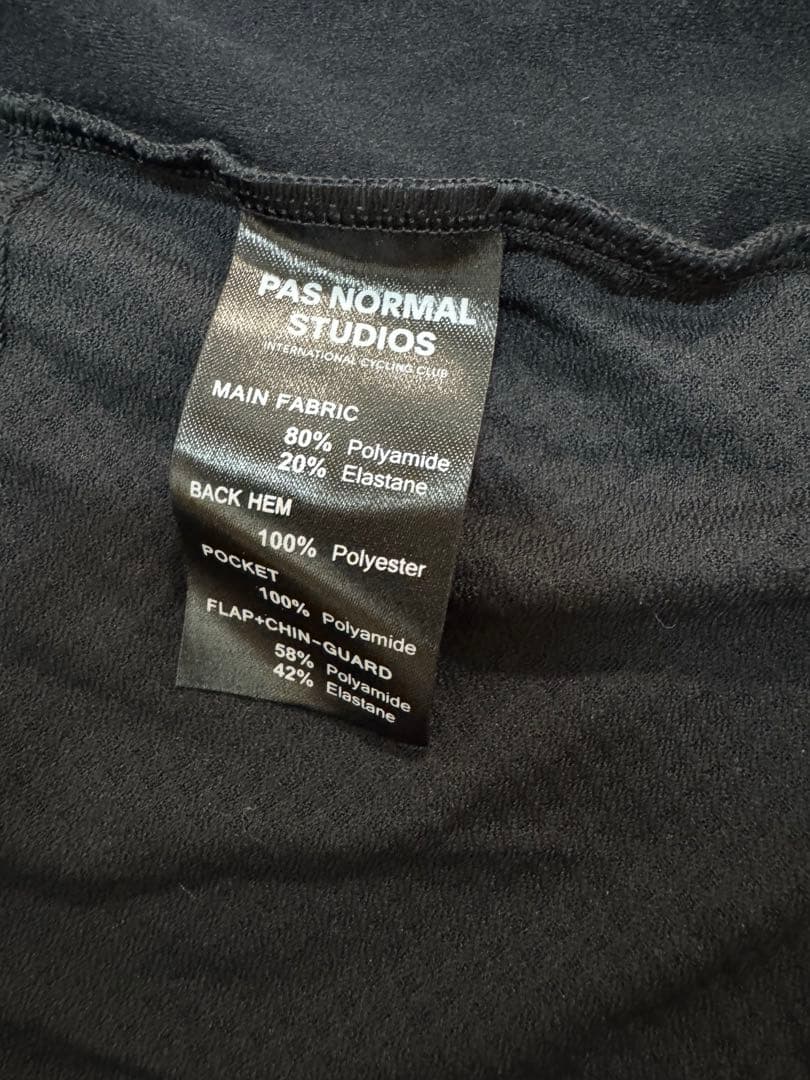 PAS NORMAL
STUDIOS
INTERNATIONAL CYCLING CLUB
MAIN FABRIC
80% Polyamide
20% Elastane
BACK HEM
100% Polyester
POCKET
100% Polyamide
FLAP+CHIN-GUARD
58% Polyamide
42% Elastane